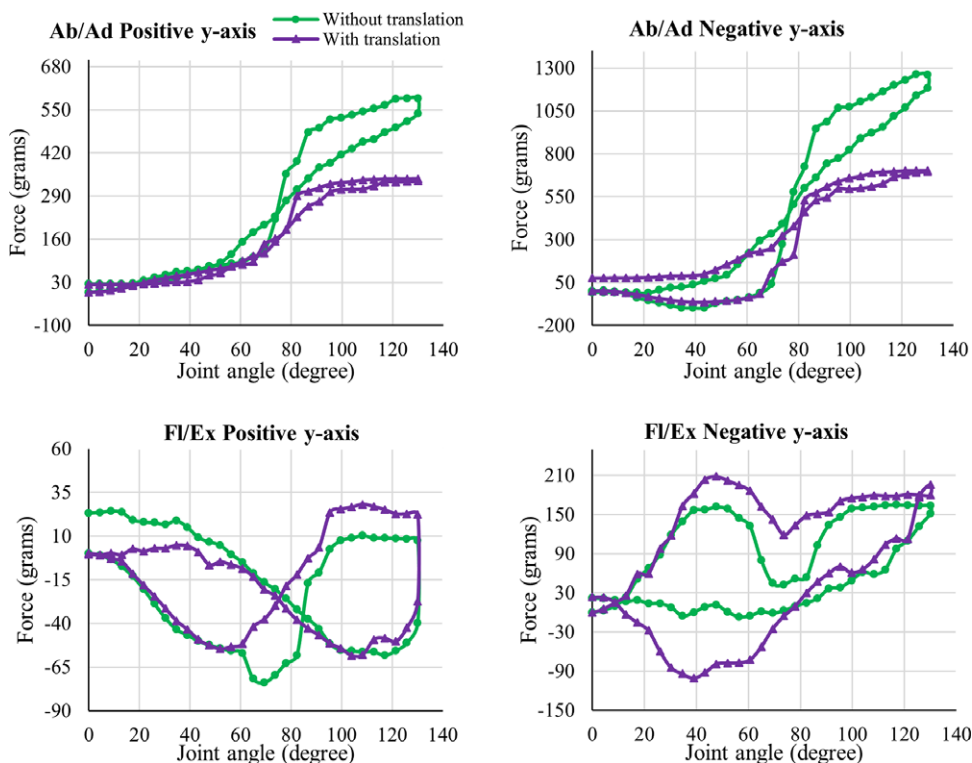 Ab/Ad Positive y-axis
Without translation
With translation
Ab/Ad Negative y-axis
Force (grams)
680
550
420
290
160
30
-100
0 20 40 60 80 100 120 140
Joint angle (degree)
Force (grams)
1300
1050
800
550
300
50
-200
0 20 40 60 80 100 120 140
Joint angle (degree)
Fl/Ex Positive y-axis
Force (grams)
60
35
10
-15
-40
-65
-90
0 20 40 60 80 100 120 140
Joint angle (degree)
Fl/Ex Negative y-axis
Force (grams)
210
150
90
30
-30
-90
-150
0 20 40 60 80 100 120 140
Joint angle (degree)